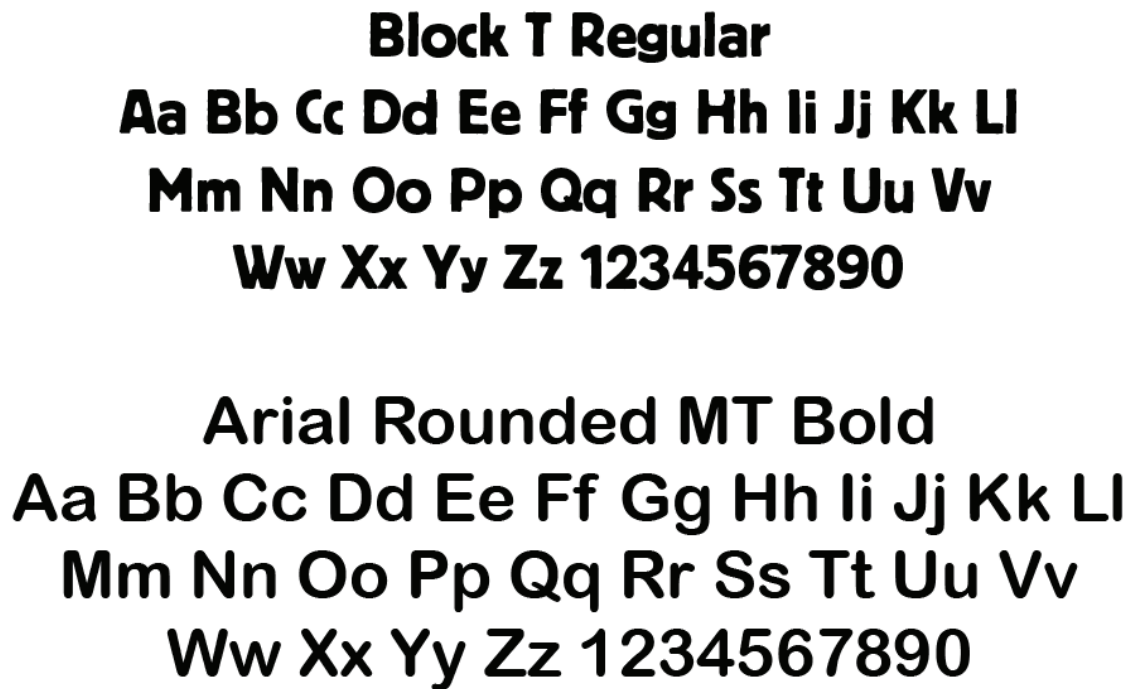 Block T Regular
Aa Bb Cc Dd Ee Ff Gg Hh Ii Jj Kk Ll
Mm Nn Oo Pp Qq Rr Ss Tt Uu Vv
Ww Xx Yy Zz 1234567890
Arial Rounded MT Bold
Aa Bb Cc Dd Ee Ff Gg Hh Ii Jj Kk Ll
Mm Nn Oo Pp Qq Rr Ss Tt Uu Vv
Ww Xx Yy Zz 1234567890